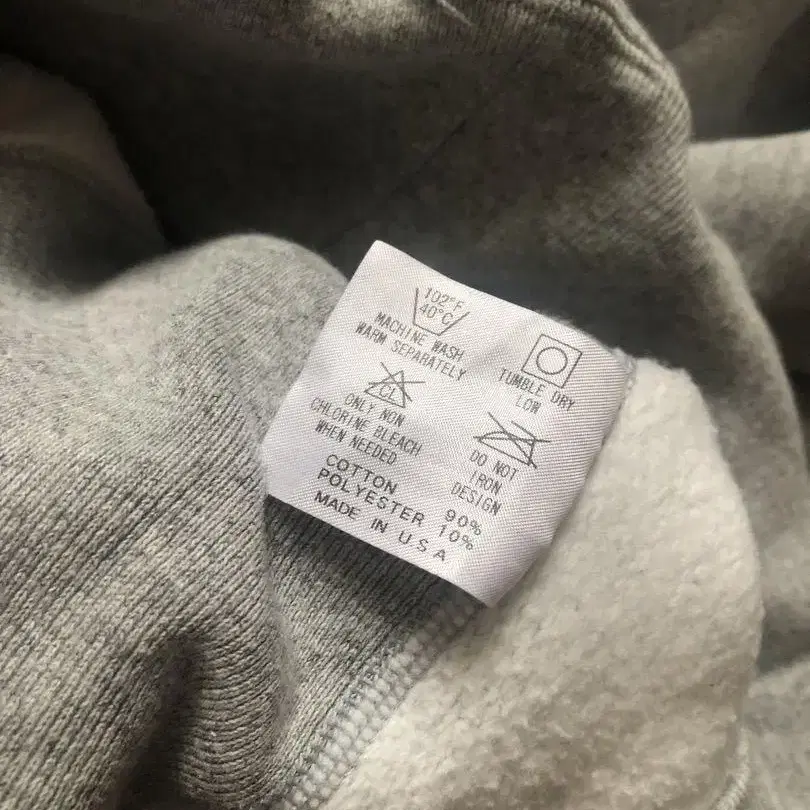 102°F
40°C
MACHINE WASH
WARM SEPARATELY
TUMBLE DRY
LOW
CL
ONLY NON
CHLORINE BLEACH
WHEN NEEDED
DO NOT
IRON
DESIGN
COTTON 90%
POLYESTER 10%
MADE IN U.S.A